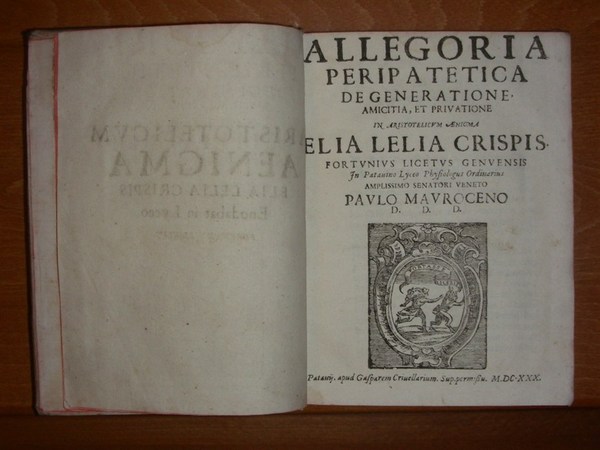 ALLEGORIA
PERIPATETICA
DE GENERATIONE,
AMICITIA, ET PRIVATIONE
IN ARISTOTELICVM ÆNIGMA
ELIA LELIA CRISPIS.
FORTVNIVS LICETVS GENVENSIS
In Patauino Lyceo Physiologus Ordinarius
AMPLISSIMO SENATORI VENETO
PAVLO MAVROCENO
D. D. D.
Patauij, apud Gasparem Criuellarium. Sup. permissu. M.DC.XXX.